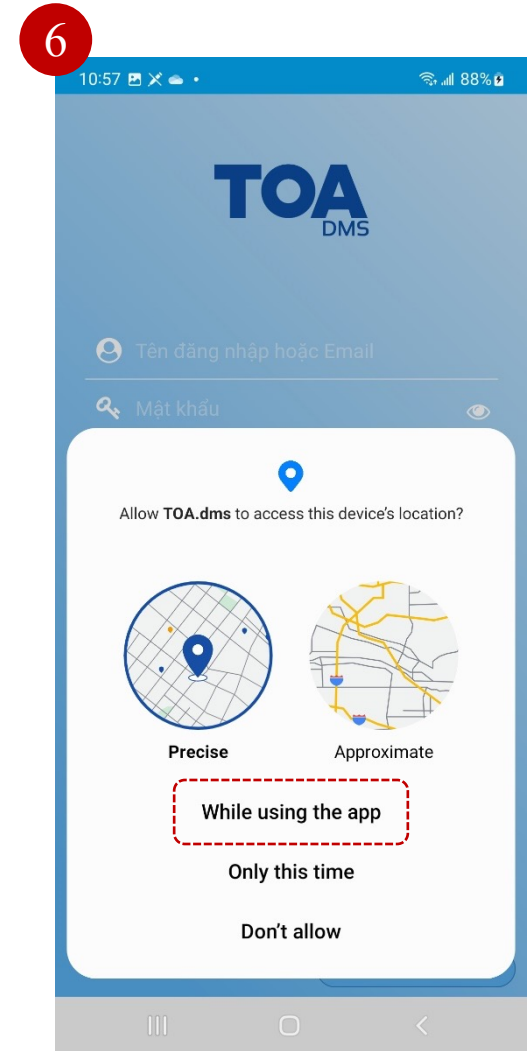 6
10:57
88%
TOA
DMS
Tên đăng nhập hoặc Email
Mật khẩu
Allow TOA.dms to access this device's location?
Precise Approximate
While using the app
Only this time
Don't allow